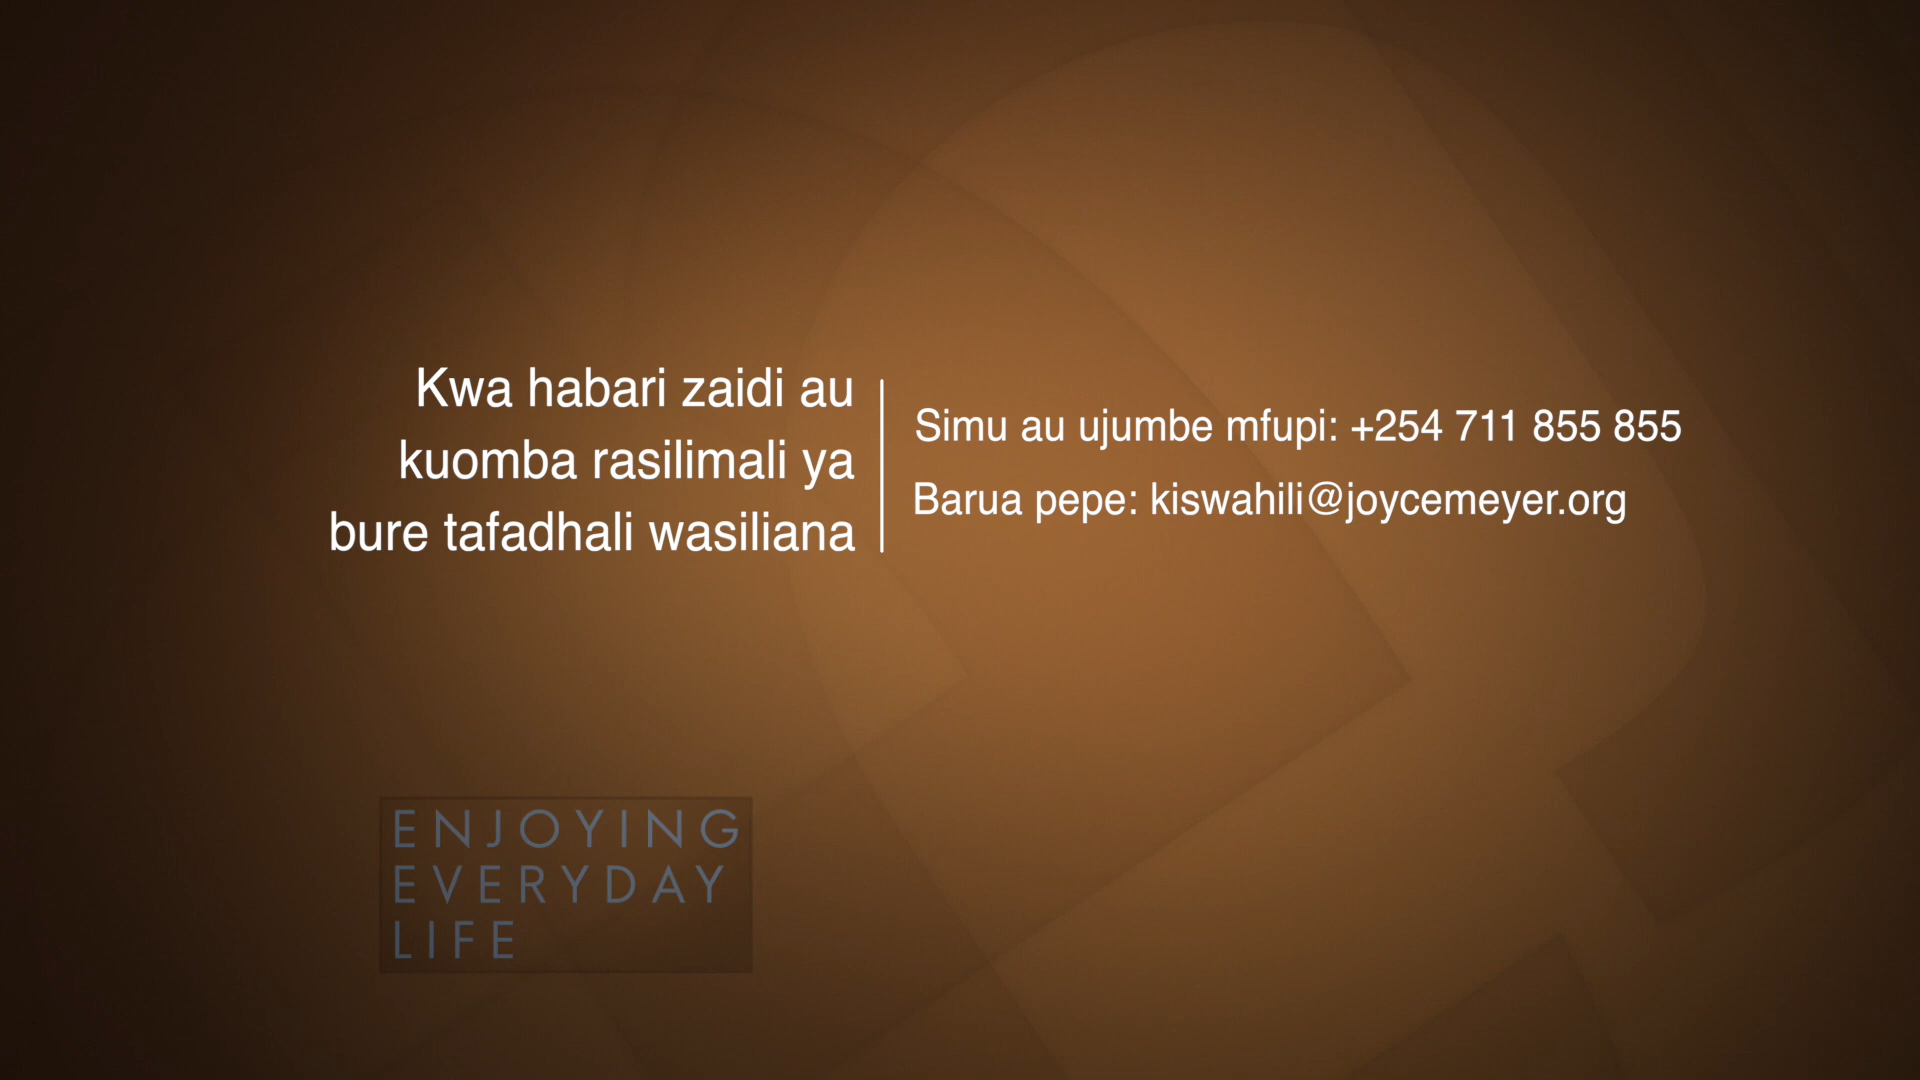 Kwa habari zaidi au
kuomba rasilimali ya
bure tafadhali wasiliana
Simu au ujumbe mfupi: +254 711 855 855
Barua pepe: kiswahili@joycemeyer.org
ENJOYING
EVERYDAY
LIFE